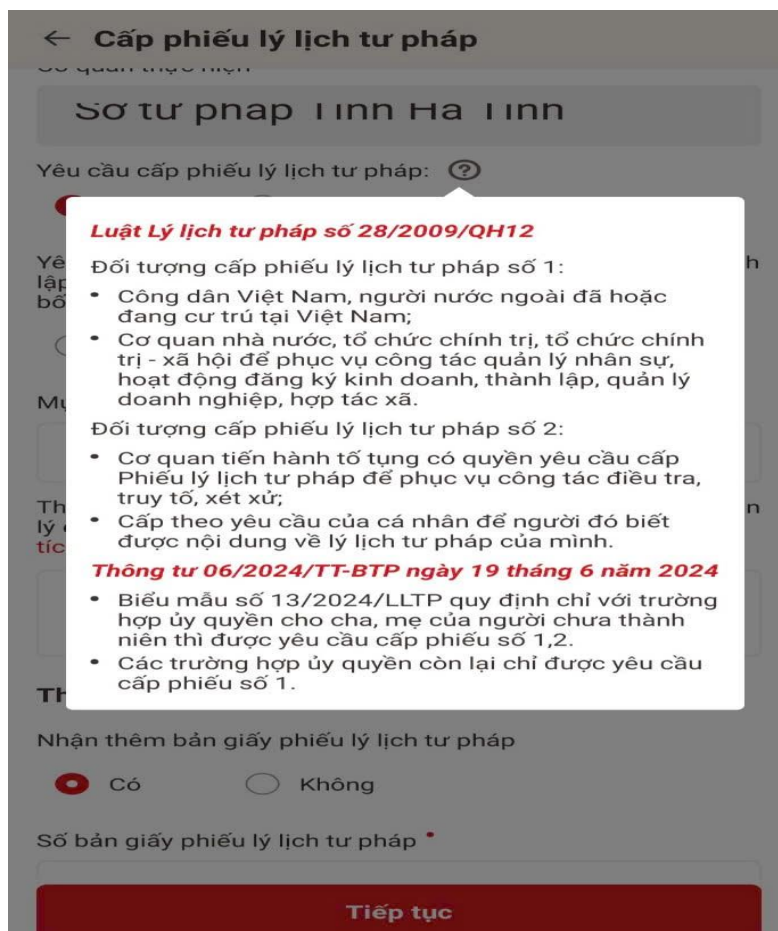 ← Cấp phiếu lý lịch tư pháp
Yêu cầu cấp phiếu lý lịch tư pháp: ?
Luật Lý lịch tư pháp số 28/2009/QH12
Đối tượng cấp phiếu lý lịch tư pháp số 1:
• Công dân Việt Nam, người nước ngoài đã hoặc
đang cư trú tại Việt Nam;
• Cơ quan nhà nước, tổ chức chính trị, tổ chức chính
trị - xã hội để phục vụ công tác quản lý nhân sự,
hoạt động đăng ký kinh doanh, thành lập, quản lý
doanh nghiệp, hợp tác xã.
Đối tượng cấp phiếu lý lịch tư pháp số 2:
• Cơ quan tiến hành tố tụng có quyền yêu cầu cấp
Phiếu lý lịch tư pháp để phục vụ công tác điều tra,
truy tố, xét xử;
• Cấp theo yêu cầu của cá nhân để người đó biết
được nội dung về lý lịch tư pháp của mình.
Thông tư 06/2024/TT-BTP ngày 19 tháng 6 năm 2024
• Biểu mẫu số 13/2024/LLTP quy định chỉ với trường
hợp ủy quyền cho cha, mẹ của người chưa thành
niên thì được yêu cầu cấp phiếu số 1,2.
• Các trường hợp ủy quyền còn lại chỉ được yêu cầu
cấp phiếu số 1.
Nhận thêm bản giấy phiếu lý lịch tư pháp
Có Không
Số bản giấy phiếu lý lịch tư pháp *
Tiếp tục